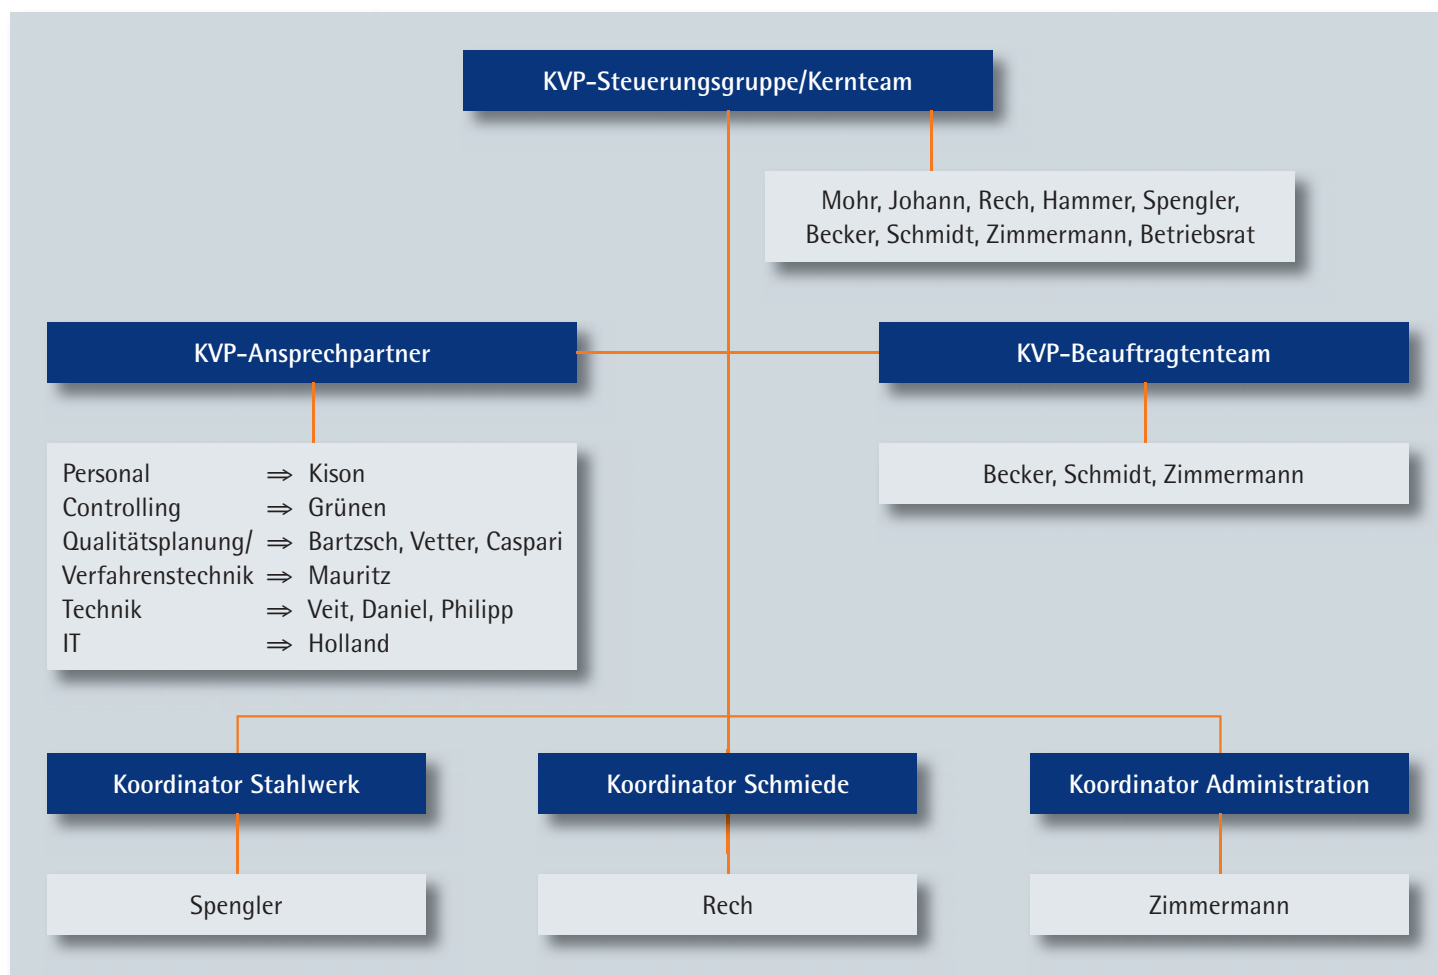 KVP-Steuerungsgruppe/Kernteam
Mohr, Johann, Rech, Hammer, Spengler,
Becker, Schmidt, Zimmermann, Betriebsrat
KVP-Ansprechpartner
KVP-Beauftragtenteam
Personal ⇒ Kison
Controlling ⇒ Grünen
Qualitätsplanung/ ⇒ Bartzsch, Vetter, Caspari
Verfahrenstechnik ⇒ Mauritz
Technik ⇒ Veit, Daniel, Philipp
IT ⇒ Holland
Becker, Schmidt, Zimmermann
Koordinator Stahlwerk
Koordinator Schmiede
Koordinator Administration
Spengler
Rech
Zimmermann